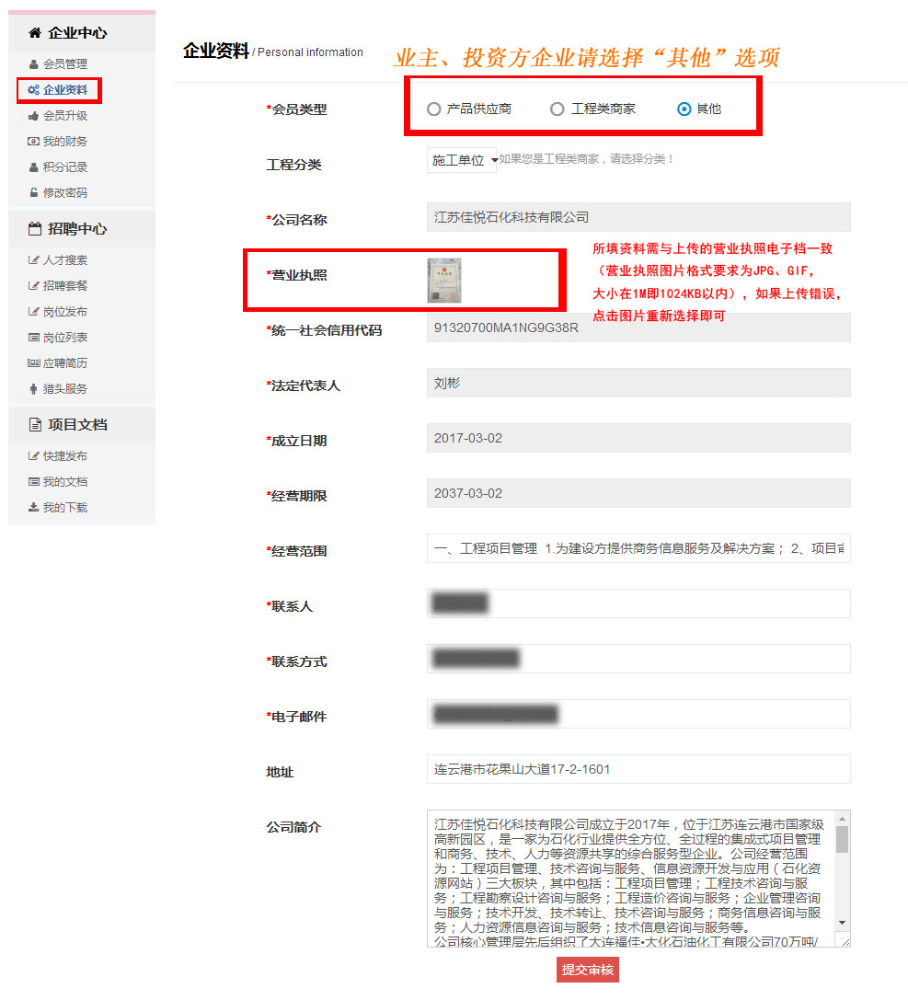 企业中心
会员管理
企业资料
会员升级
我的财务
积分记录
修改密码
招聘中心
人才搜索
招聘套餐
岗位发布
岗位列表
应聘简历
猎头服务
项目文档
快捷发布
我的文档
我的下载
企业资料 / Personal information
业主、投资方企业请选择“其他”选项
*会员类型 产品供应商 工程类商家 其他
工程分类 施工单位 如果您是工程类商家，请选择分类！
*公司名称 江苏佳悦石化科技有限公司
*营业执照
所填资料需与上传的营业执照电子档一致
（营业执照图片格式要求为JPG、GIF,
大小在1M即1024KB以内），如果上传错误，
点击图片重新选择即可
*统一社会信用代码 91320700MA1NG9G38R
*法定代表人 刘彬
*成立日期 2017-03-02
*经营期限 2037-03-02
*经营范围 一、工程项目管理 1.为建设方提供商务信息服务及解决方案； 2、项目
*联系人
*联系方式
*电子邮件
地址 连云港市花果山大道17-2-1601
公司简介
江苏佳悦石化科技有限公司成立于2017年，位于江苏连云港市国家级
高新园区，是一家为石化行业提供全方位、全过程的集成式项目管理
和商务、技术、人力等资源共享的综合服务型企业。公司经营范围
为：工程项目管理、技术咨询与服务、信息资源开发与应用（石化资
源网站）三大板块，其中包括：工程项目管理；工程技术咨询与服
务；工程勘察设计咨询与服务；工程造价咨询与服务；企业管理咨询
与服务；技术开发、技术转让、技术咨询与服务；商务信息咨询与服
务；人力资源信息咨询与服务；技术信息咨询与服务等。
公司核心管理层先后组织了大连福佳•大化石油化工有限公司70万吨/
提交审核